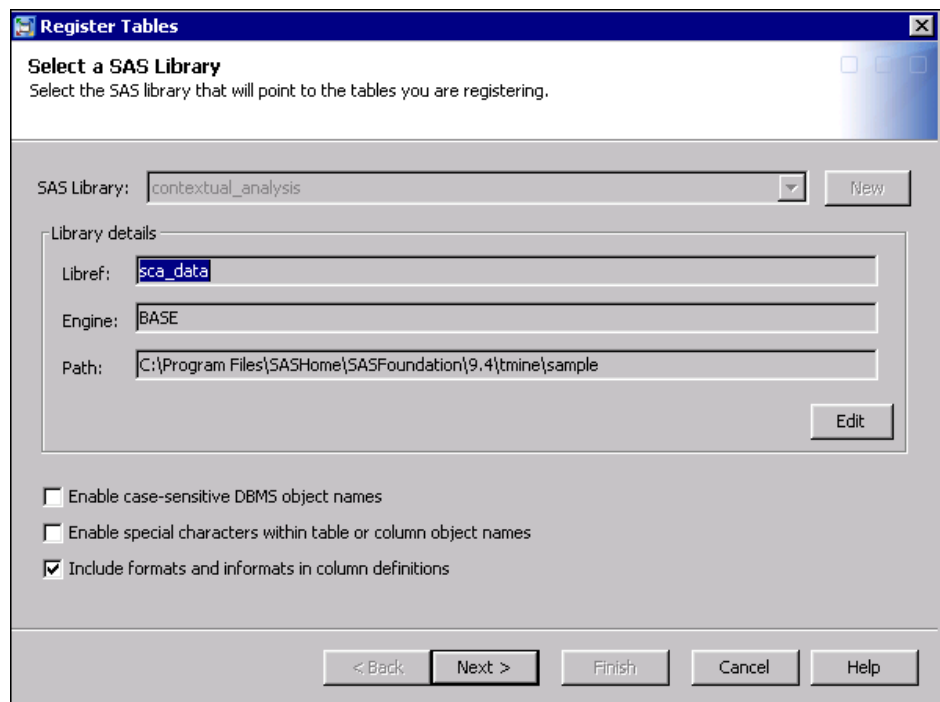 Register Tables
Select a SAS Library
Select the SAS library that will point to the tables you are registering.
SAS Library: contextual_analysis New
Library details
Libref: sca_data
Engine: BASE
Path: C:\Program Files\SASHome\SASFoundation\9.4\tmine\sample
Edit
Enable case-sensitive DBMS object names
Enable special characters within table or column object names
Include formats and informats in column definitions
< Back Next > Finish Cancel Help